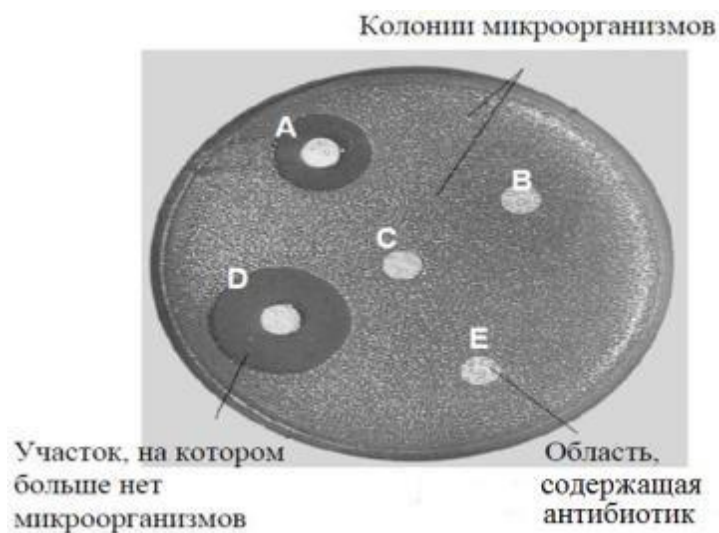 Колонии микроорганизмов
A
B
C
D
E
Участок, на котором
больше нет
микроорганизмов
Область,
содержащая
антибиотик